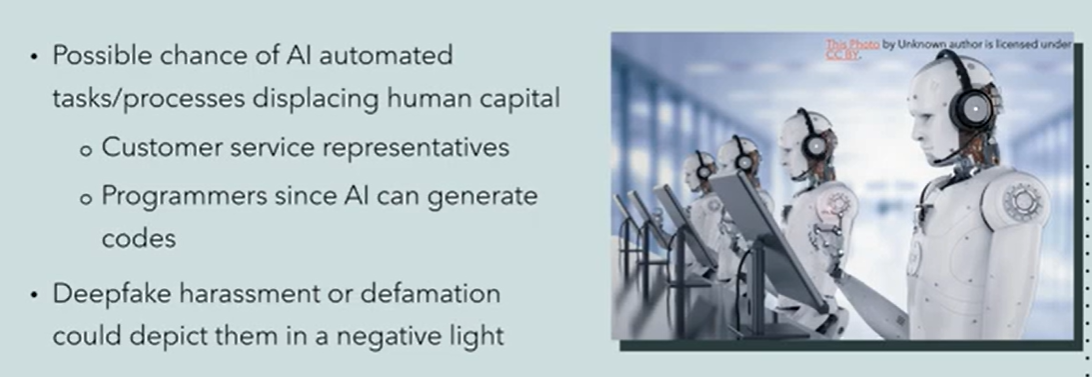 • Possible chance of AI automated
tasks/processes displacing human capital
o Customer service representatives
o Programmers since AI can generate
codes
• Deepfake harassment or defamation
could depict them in a negative light
This Photo by Unknown author is licensed under
CC BY.